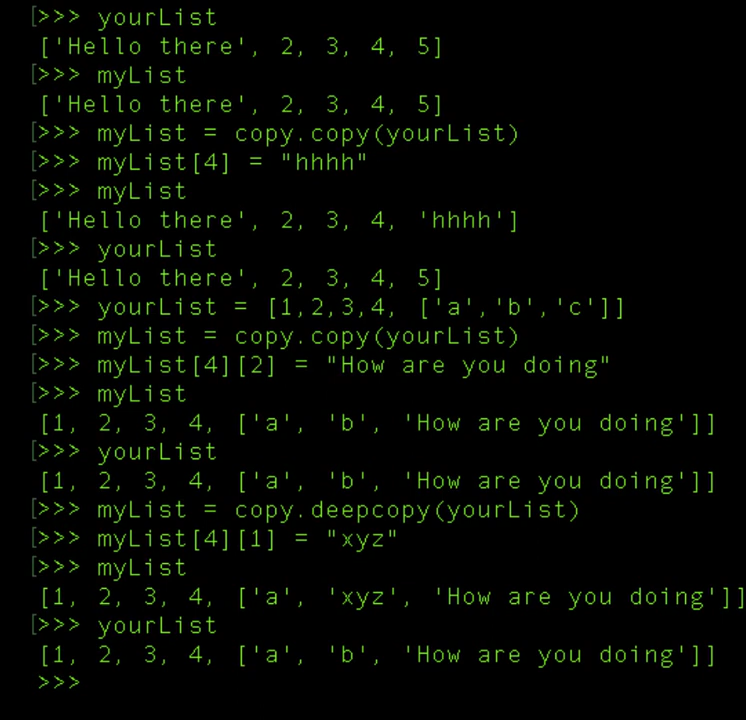 [>>> yourList
['Hello there', 2, 3, 4, 5]
[>>> myList
['Hello there', 2, 3, 4, 5]
[>>> myList = copy.copy(yourList)
[>>> myList[4] = "hhhh"
[>>> myList
['Hello there', 2, 3, 4, 'hhhh']
[>>> yourList
['Hello there', 2, 3, 4, 5]
[>>> yourList = [1,2,3,4, ['a','b','c']]
[>>> myList = copy.copy(yourList)
[>>> myList[4][2] = "How are you doing"
[>>> myList
[1, 2, 3, 4, ['a', 'b', 'How are you doing']]
[>>> yourList
[1, 2, 3, 4, ['a', 'b', 'How are you doing']]
[>>> myList = copy.deepcopy(yourList)
[>>> myList[4][1] = "xyz"
[>>> myList
[1, 2, 3, 4, ['a', 'xyz', 'How are you doing']]
[>>> yourList
[1, 2, 3, 4, ['a', 'b', 'How are you doing']]
>>>